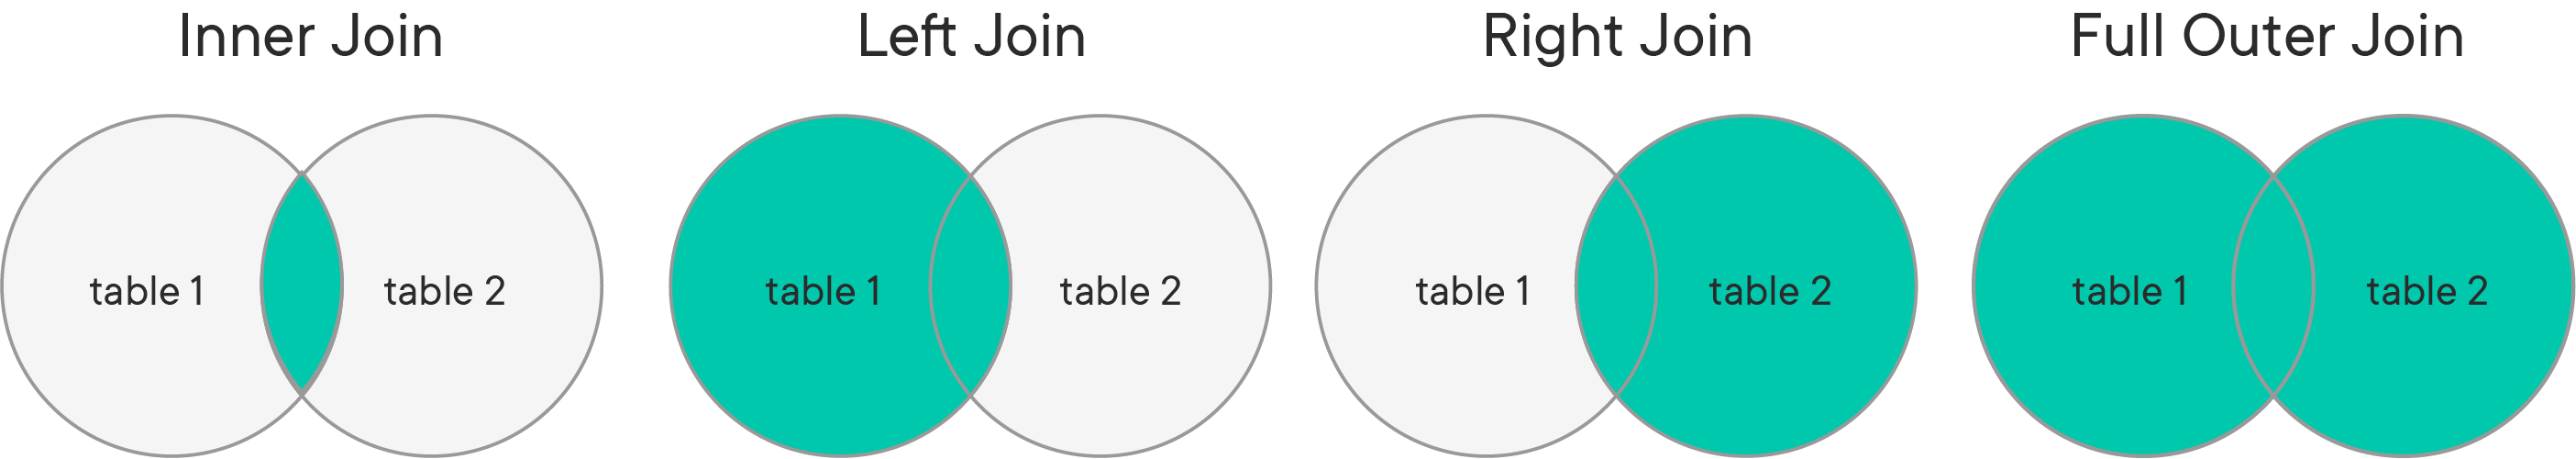 Inner Join
Left Join
Right Join
Full Outer Join
table 1
table 2
table 1
table 2
table 1
table 2
table 1
table 2